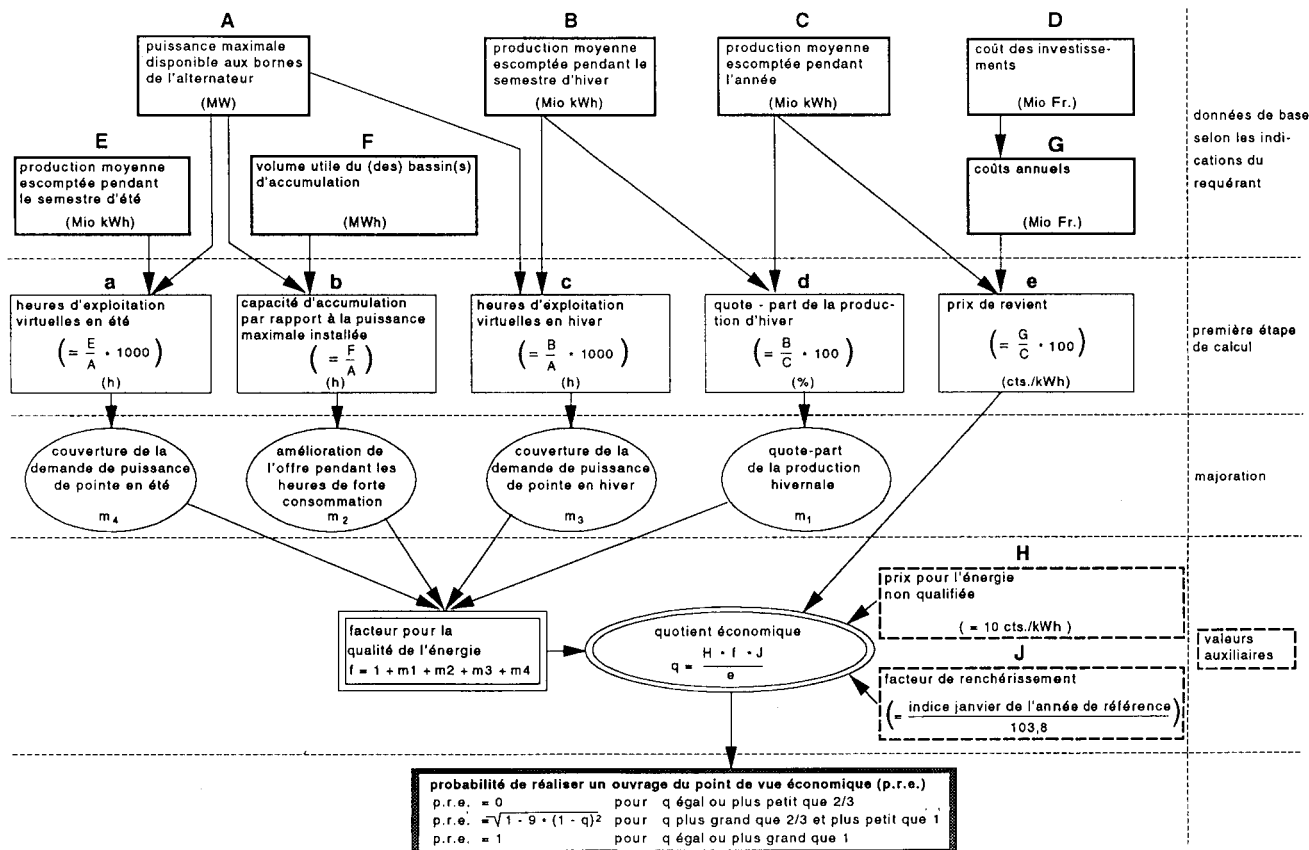 A
puissance maximale
disponible aux bornes
de l'alternateur
(MW)
B
production moyenne
escomptée pendant le
semestre d'hiver
(Mio kWh)
C
production moyenne
escomptée pendant
l'année
(Mio kWh)
D
coût des investisse-
ments
(Mio Fr.)
données de base
selon les indi-
cations du
requérant
E
production moyenne
escomptée pendant
le semestre d'été
(Mio kWh)
F
volume utile du (des) bassin(s)
d'accumulation
(MWh)
G
coûts annuels
(Mio Fr.)
a
heures d'exploitation
virtuelles en été
( = E/A * 1000 )
(h)
b
capacité d'accumulation
par rapport à la puissance
maximale installée
( = F/A )
(h)
c
heures d'exploitation
virtuelles en hiver
( = B/A * 1000 )
(h)
d
quote - part de la produc-
tion d'hiver
( = B/C * 100 )
(%)
e
prix de revient
( = G/C * 100 )
(cts./kWh)
première étape
de calcul
couverture de la
demande de puissance
de pointe en été
m4
amélioration de
l'offre pendant les
heures de forte
consommation
m2
couverture de la
demande de puissance
de pointe en hiver
m3
quote-part
de la production
hivernale
m1
majoration
facteur pour la
qualité de l'énergie
f = 1 + m1 + m2 + m3 + m4
quotient économique
q = H * f * J / e
H
prix pour l'énergie
non qualifiée
( = 10 cts./kWh )
J
facteur de renchérissement
( = indice janvier de l'année de référence / 103,8 )
valeurs
auxiliaires
probabilité de réaliser un ouvrage du point de vue économique (p.r.e.)
p.r.e. = 0 pour q égal ou plus petit que 2/3
p.r.e. = √1 - 9 * (1 - q)² pour q plus grand que 2/3 et plus petit que 1
p.r.e. = 1 pour q égal ou plus grand que 1